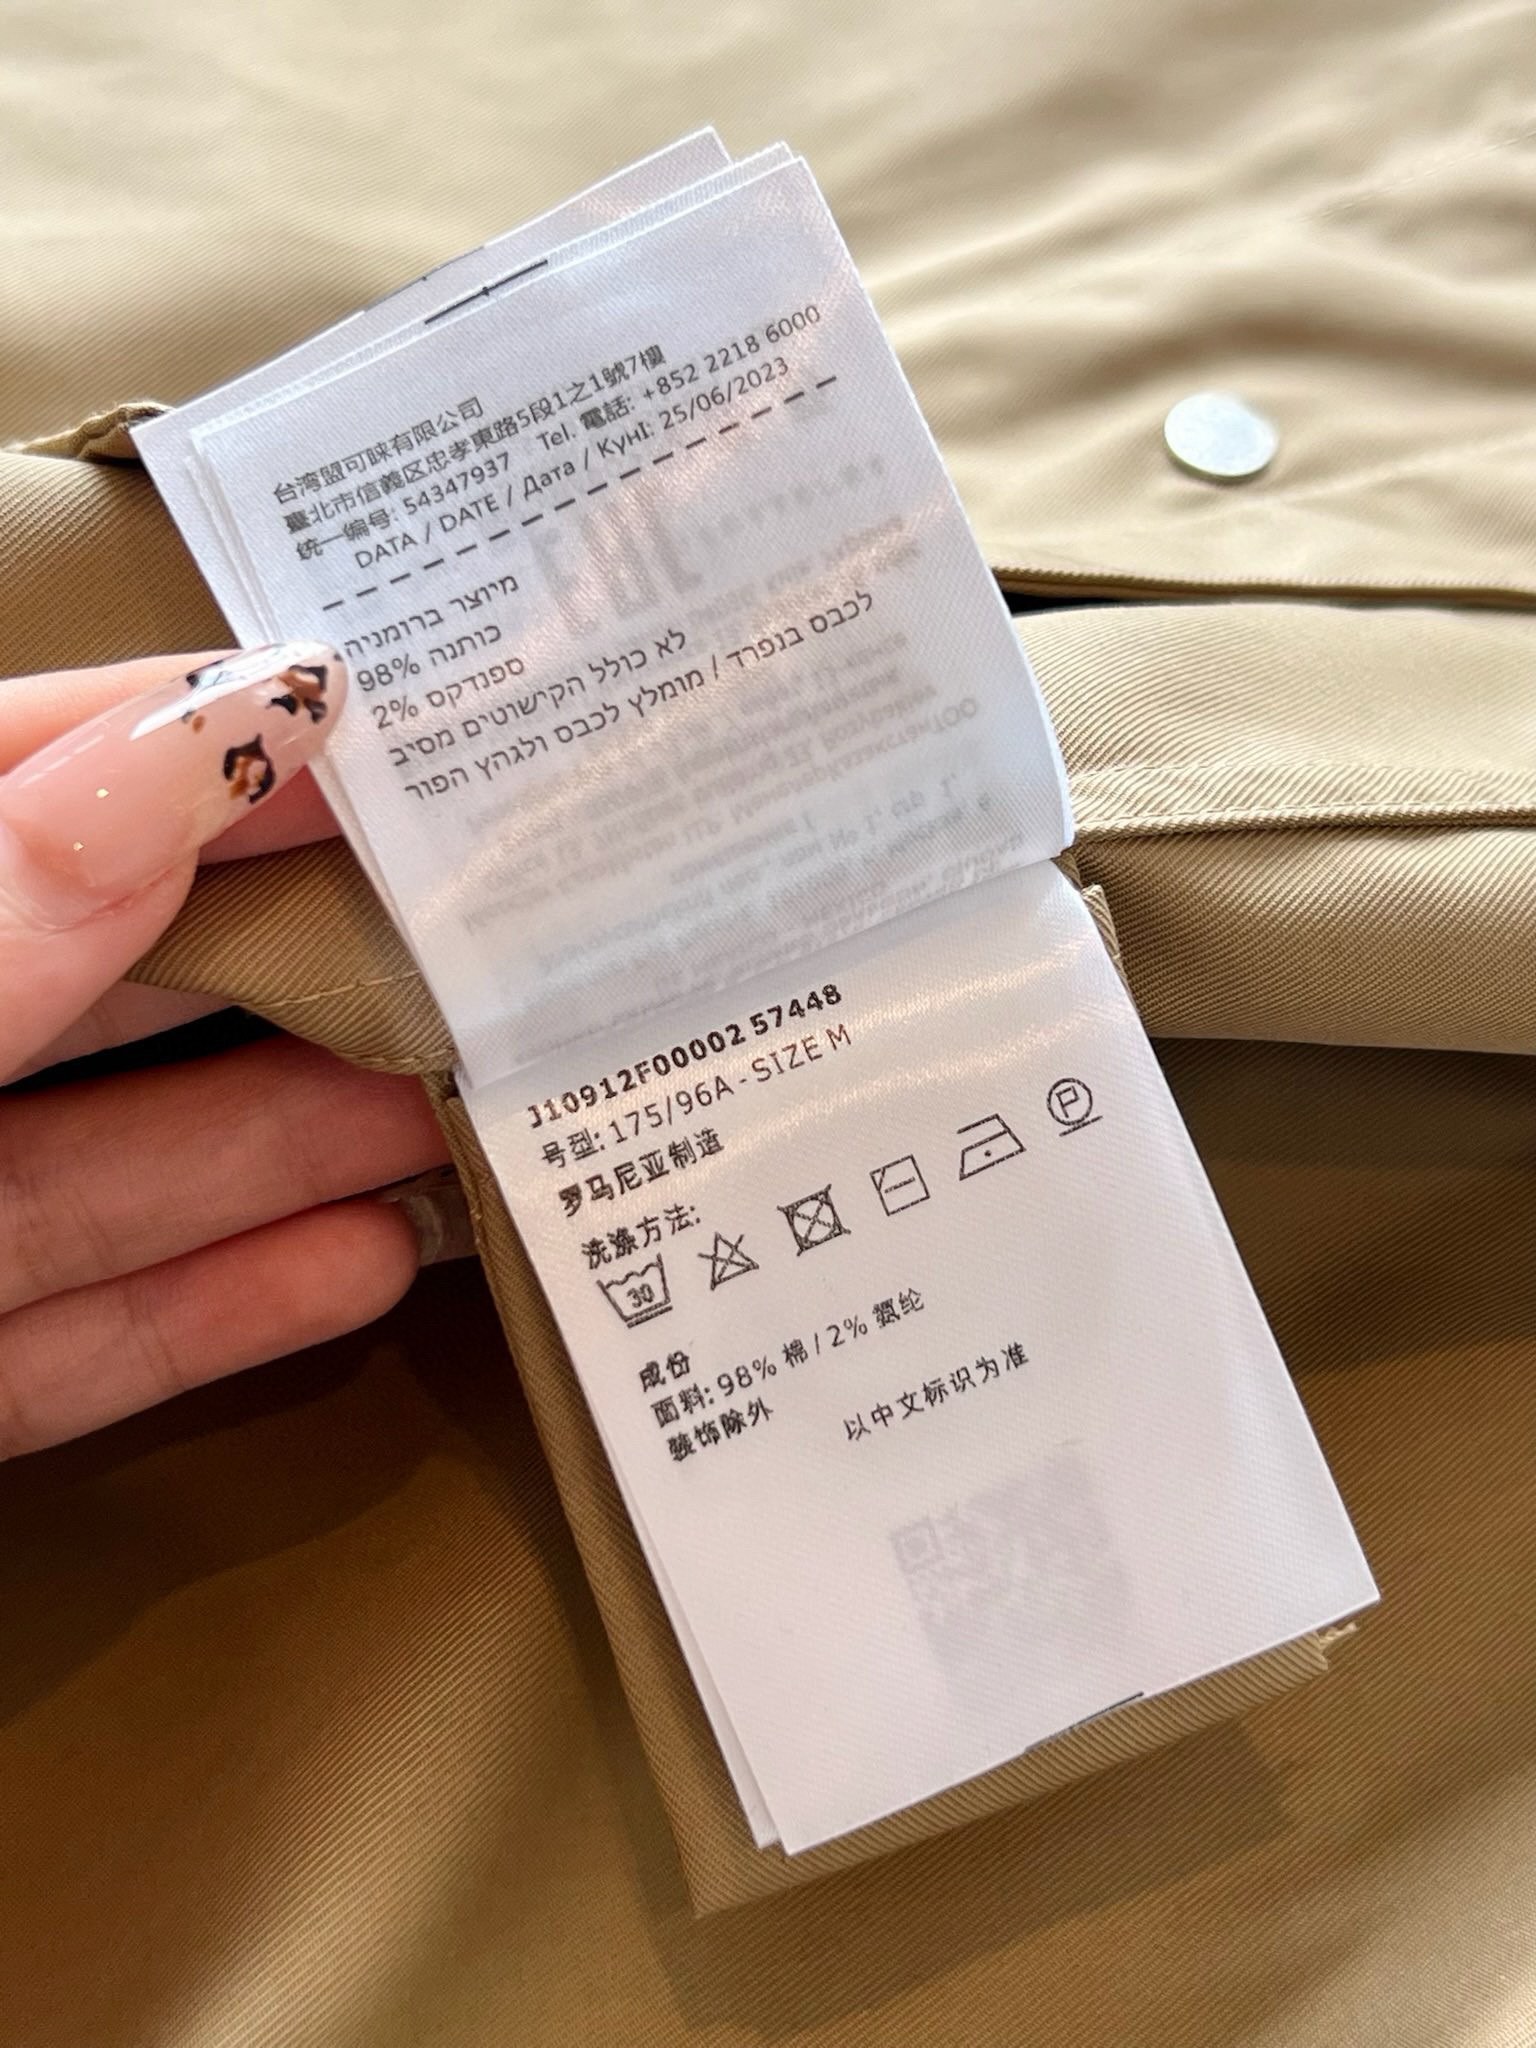 台湾盟可睐有限公司
臺北市信義区忠孝東路5段1之1號7樓
统一编号: 54347937 Tel. 電話: +852 2218 6000
DATA / DATE / Дата / Күні: 25/06/2023
מיוצר ברומניה
98% כותנה
2% ספנדקס
לא כולל הקישוטים מסיב
לכבס בנפרד / מומלץ לכבס ולגהץ הפוך
J10912F00002 57448
号型: 175/96A - SIZE M
罗马尼亚制造
洗涤方法:
30
P
成份
面料: 98% 棉 / 2% 氨纶
装饰除外
以中文标识为准